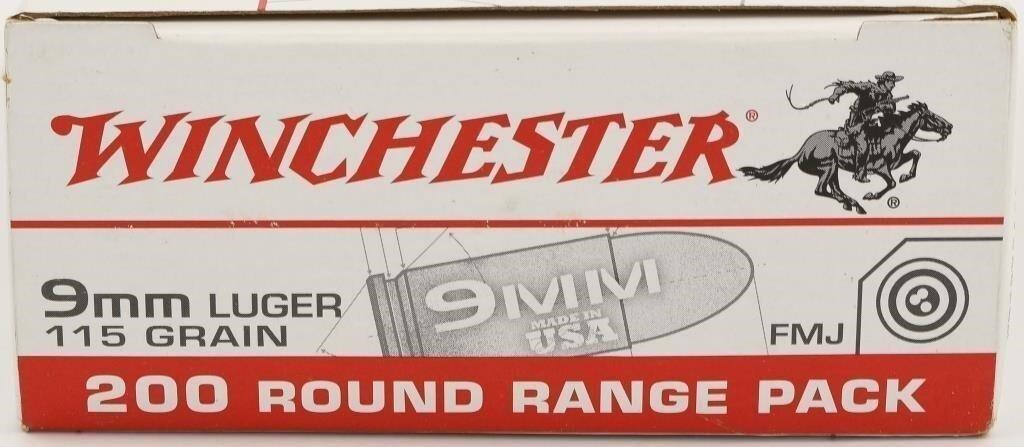 WINCHESTER®
®
9mm LUGER
115 GRAIN
9MM
MADE IN
USA
FMJ
200 ROUND RANGE PACK